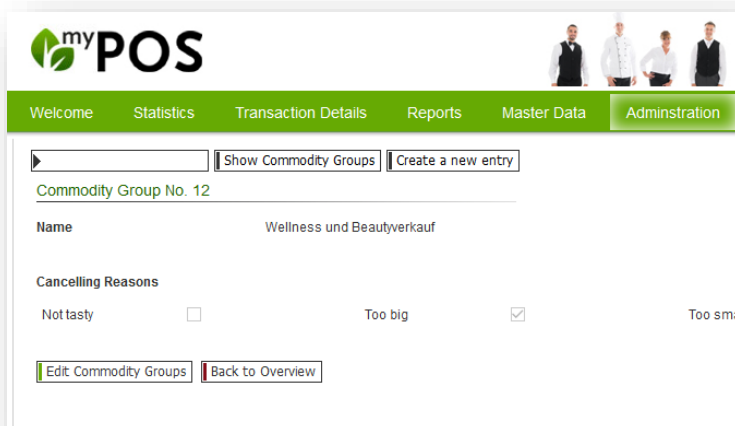 myPOS
Welcome Statistics Transaction Details Reports Master Data Adminstration
Show Commodity Groups Create a new entry
Commodity Group No. 12
Name Wellness und Beautyverkauf
Cancelling Reasons
Not tasty Too big Too sma
Edit Commodity Groups Back to Overview